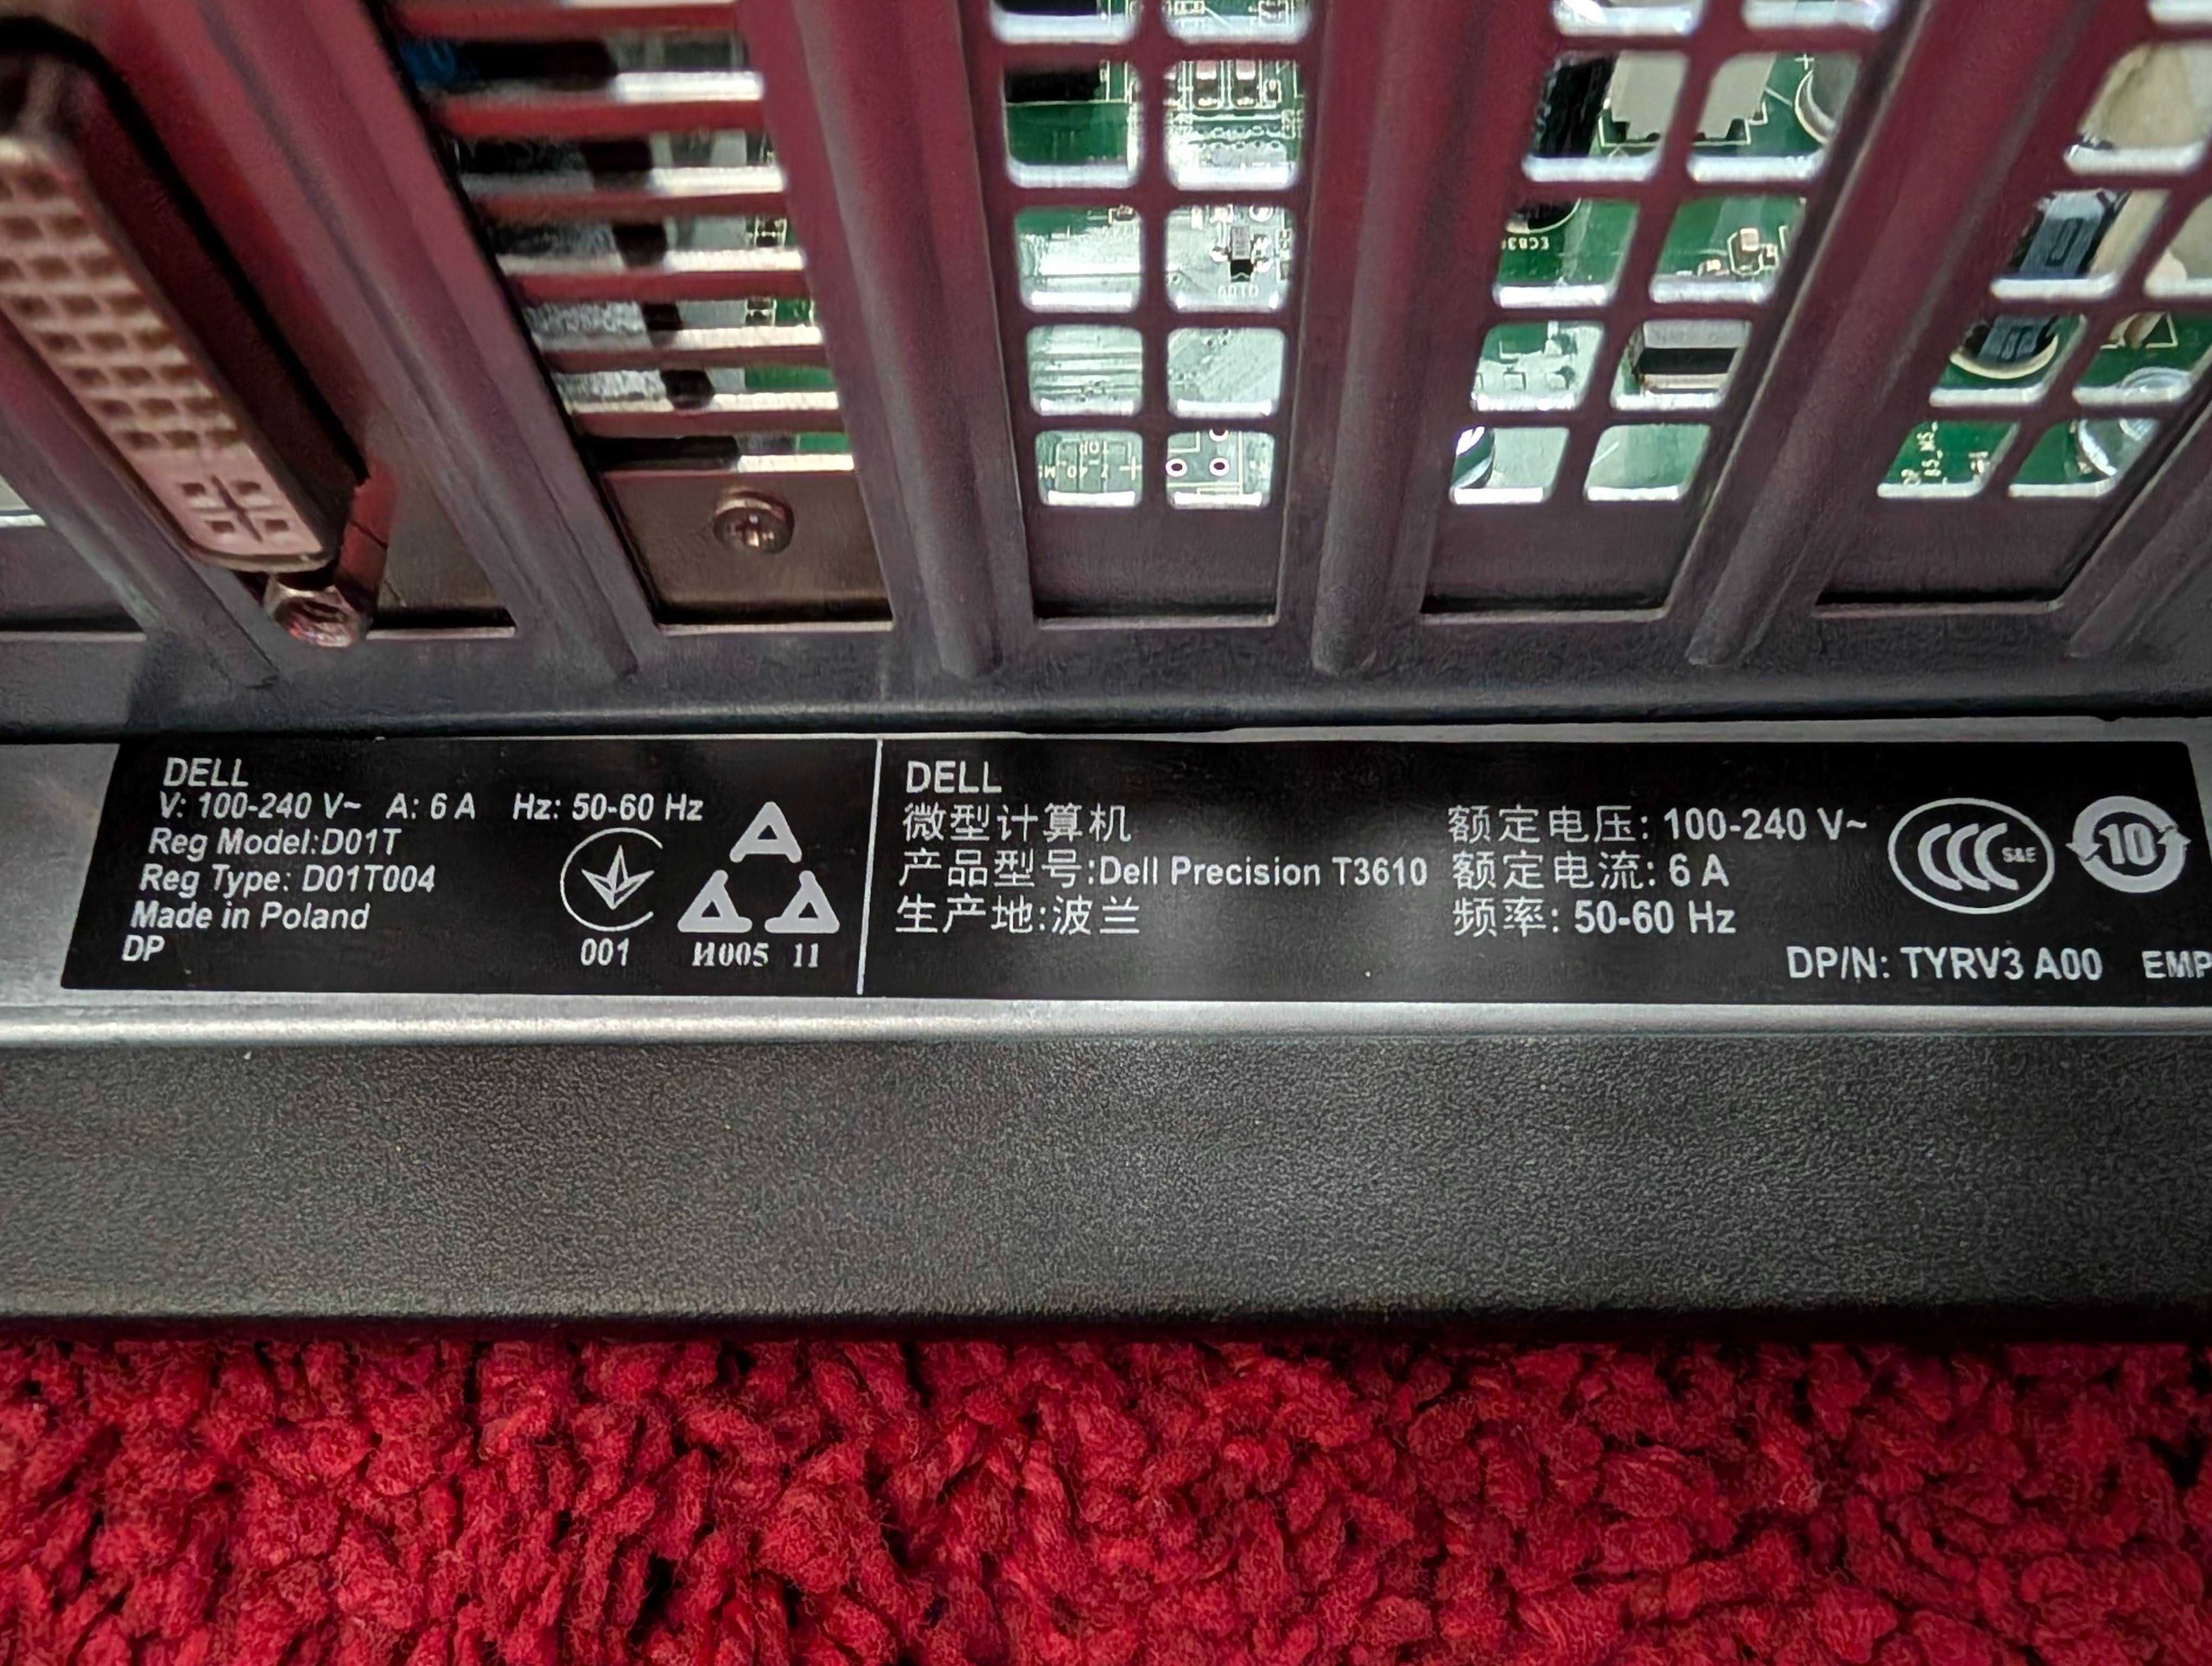 DELL
V: 100-240 V~ A: 6 A Hz: 50-60 Hz
Reg Model:D01T
Reg Type: D01T004
Made in Poland
DP
001
И005 11
DELL
微型计算机
产品型号:Dell Precision T3610
生产地:波兰
额定电压: 100-240 V~
额定电流: 6 A
频率: 50-60 Hz
CCC S&E
10
DP/N: TYRV3 A00 EMP